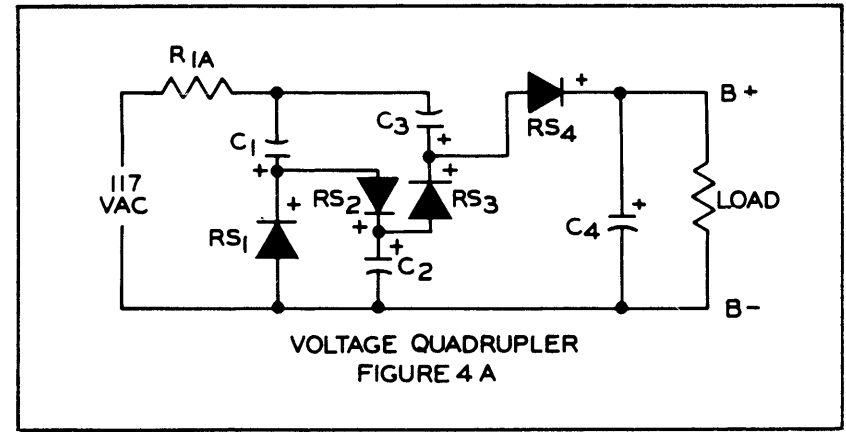 R1A
C1
C3
RS4
B+
117
VAC
RS1
RS2
RS3
C2
C4
LOAD
B-
VOLTAGE QUADRUPLER
FIGURE 4 A